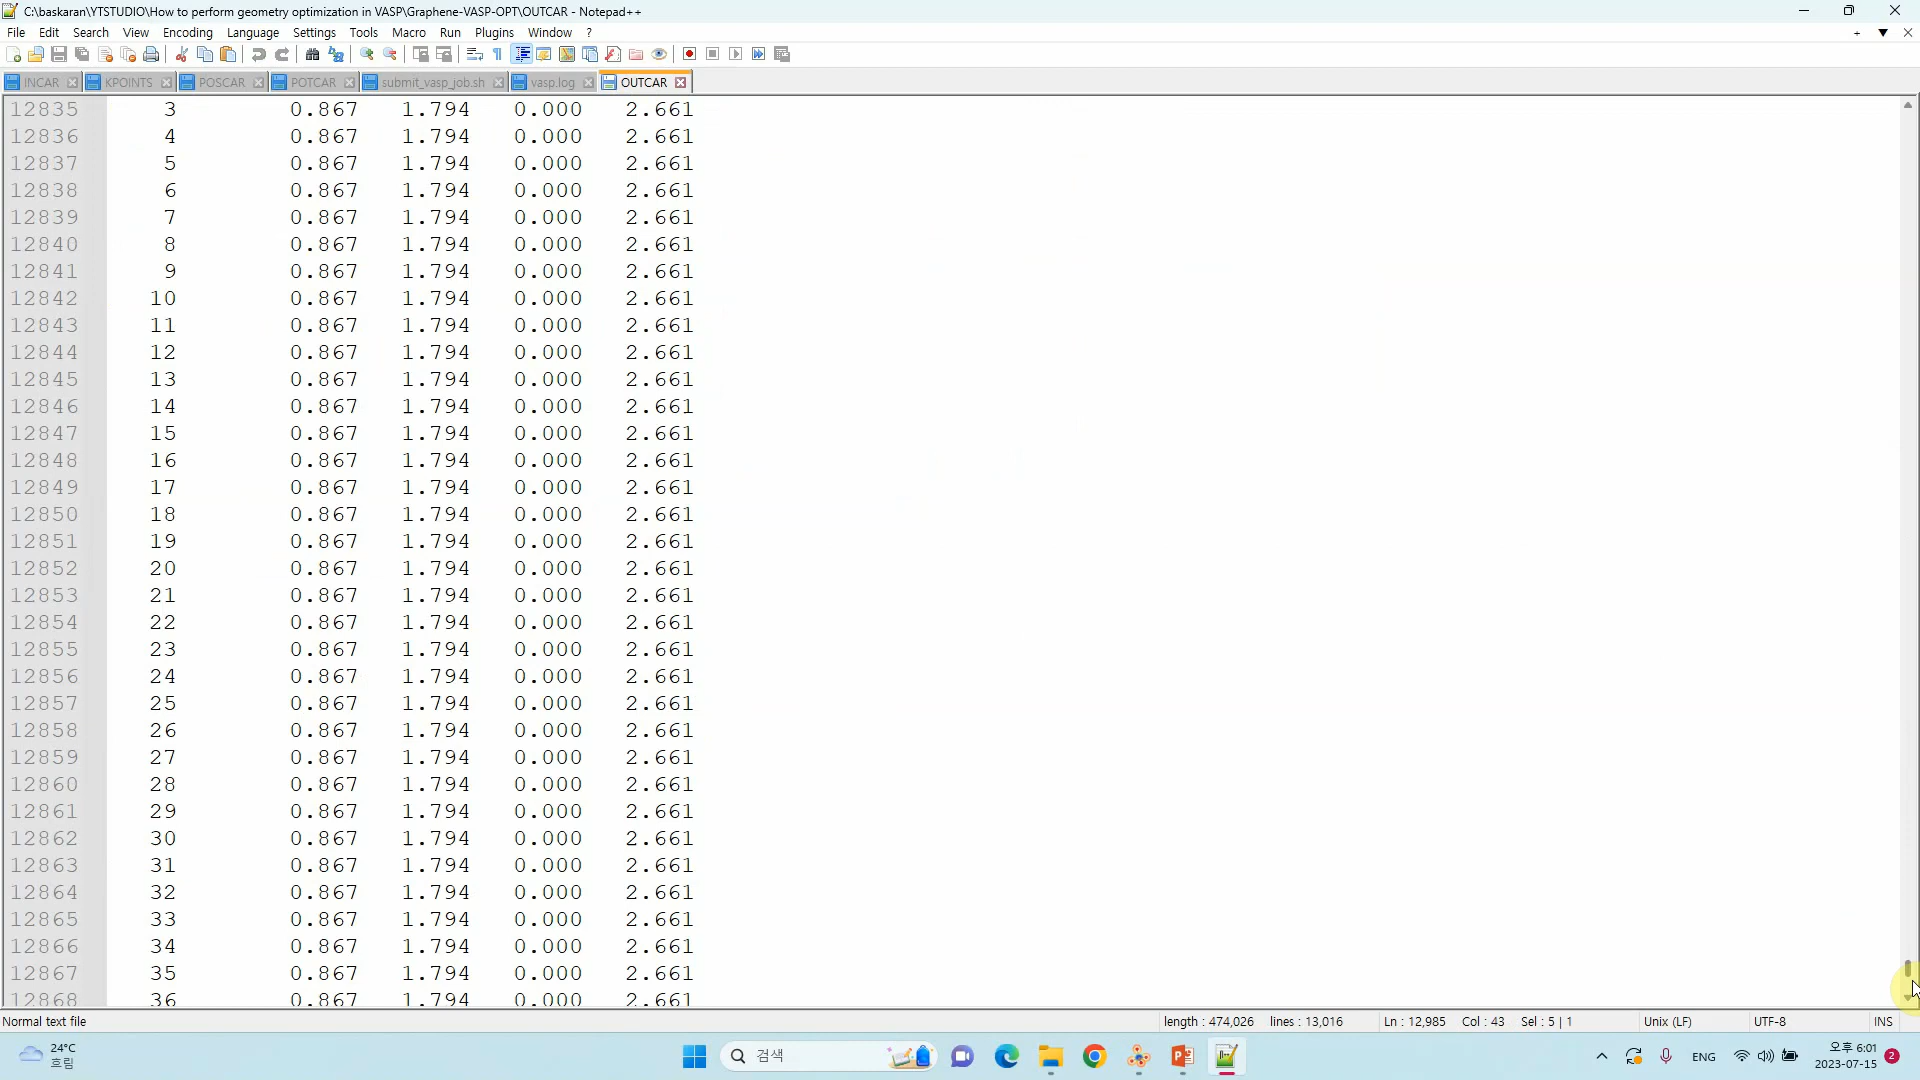 C:\baskaran\YTSTUDIO\How to perform geometry optimization in VASP\Graphene-VASP-OPT\OUTCAR - Notepad++
File Edit Search View Encoding Language Settings Tools Macro Run Plugins Window ?
INCAR KPOINTS POSCAR POTCAR submit_vasp_job.sh vasp.log OUTCAR
12835 3 0.867 1.794 0.000 2.661
12836 4 0.867 1.794 0.000 2.661
12837 5 0.867 1.794 0.000 2.661
12838 6 0.867 1.794 0.000 2.661
12839 7 0.867 1.794 0.000 2.661
12840 8 0.867 1.794 0.000 2.661
12841 9 0.867 1.794 0.000 2.661
12842 10 0.867 1.794 0.000 2.661
12843 11 0.867 1.794 0.000 2.661
12844 12 0.867 1.794 0.000 2.661
12845 13 0.867 1.794 0.000 2.661
12846 14 0.867 1.794 0.000 2.661
12847 15 0.867 1.794 0.000 2.661
12848 16 0.867 1.794 0.000 2.661
12849 17 0.867 1.794 0.000 2.661
12850 18 0.867 1.794 0.000 2.661
12851 19 0.867 1.794 0.000 2.661
12852 20 0.867 1.794 0.000 2.661
12853 21 0.867 1.794 0.000 2.661
12854 22 0.867 1.794 0.000 2.661
12855 23 0.867 1.794 0.000 2.661
12856 24 0.867 1.794 0.000 2.661
12857 25 0.867 1.794 0.000 2.661
12858 26 0.867 1.794 0.000 2.661
12859 27 0.867 1.794 0.000 2.661
12860 28 0.867 1.794 0.000 2.661
12861 29 0.867 1.794 0.000 2.661
12862 30 0.867 1.794 0.000 2.661
12863 31 0.867 1.794 0.000 2.661
12864 32 0.867 1.794 0.000 2.661
12865 33 0.867 1.794 0.000 2.661
12866 34 0.867 1.794 0.000 2.661
12867 35 0.867 1.794 0.000 2.661
12868 36 0.867 1.794 0.000 2.661
Normal text file length : 474,026 lines : 13,016 Ln : 12,985 Col : 43 Sel : 5 | 1 Unix (LF) UTF-8 INS
24°C
흐림
검색
ENG
오후 6:01
2023-07-15
2